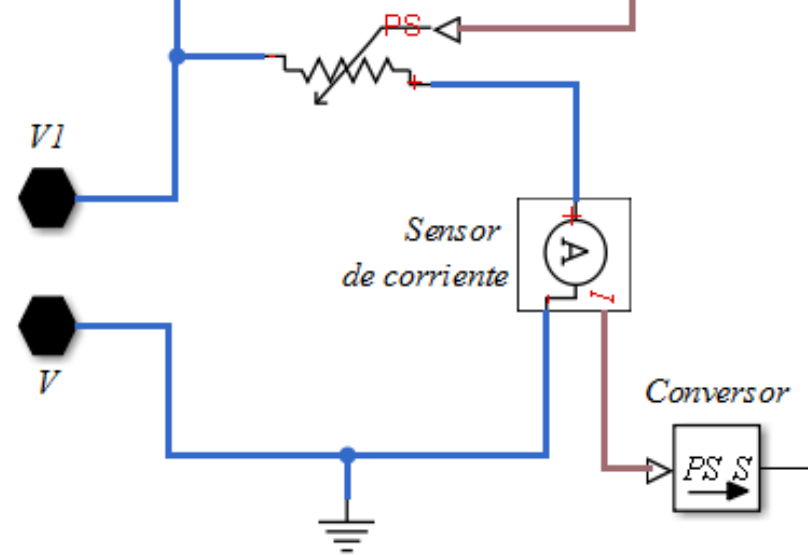 PS
+
V1
Sensor
de corriente
+
A
-
I
V
Conversor
PS S